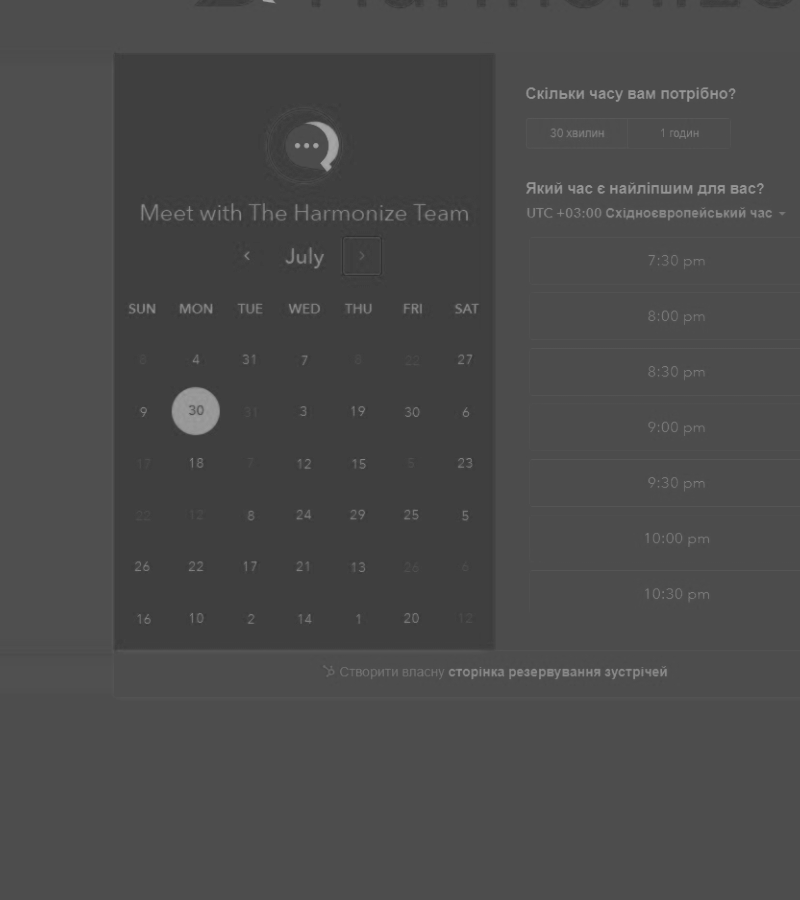 Meet with The Harmonize Team
July
SUN MON TUE WED THU FRI SAT
8 4 31 7 8 22 27
9 30 31 3 19 30 6
17 18 7 12 15 5 23
22 12 8 24 29 25 5
26 22 17 21 13 26 6
16 10 2 14 1 20 12
Скільки часу вам потрібно?
30 хвилин 1 годин
Який час є найліпшим для вас?
UTC +03:00 Східноєвропейський час
7:30 pm
8:00 pm
8:30 pm
9:00 pm
9:30 pm
10:00 pm
10:30 pm
Створити власну сторінка резервування зустрічей